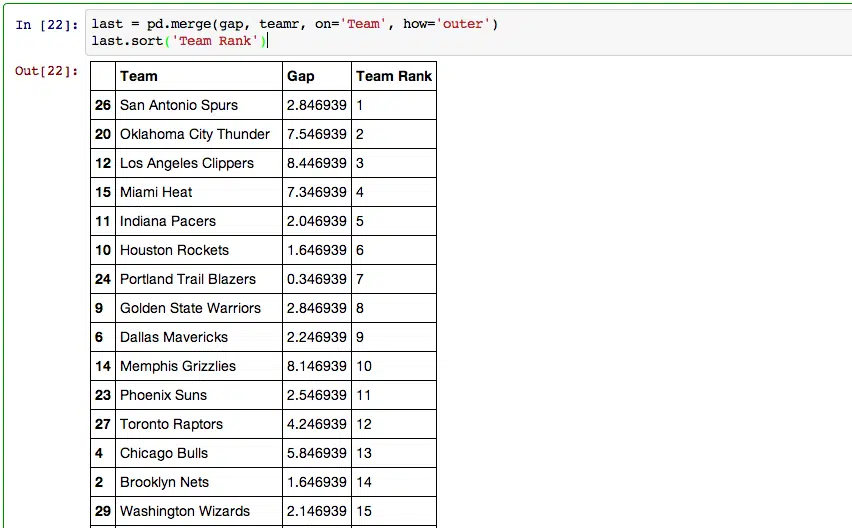 In [22]: last = pd.merge(gap, teamr, on='Team', how='outer')
last.sort('Team Rank')
Out[22]:
Team Gap Team Rank
26 San Antonio Spurs 2.846939 1
20 Oklahoma City Thunder 7.546939 2
12 Los Angeles Clippers 8.446939 3
15 Miami Heat 7.346939 4
11 Indiana Pacers 2.046939 5
10 Houston Rockets 1.646939 6
24 Portland Trail Blazers 0.346939 7
9 Golden State Warriors 2.846939 8
6 Dallas Mavericks 2.246939 9
14 Memphis Grizzlies 8.146939 10
23 Phoenix Suns 2.546939 11
27 Toronto Raptors 4.246939 12
4 Chicago Bulls 5.846939 13
2 Brooklyn Nets 1.646939 14
29 Washington Wizards 2.146939 15